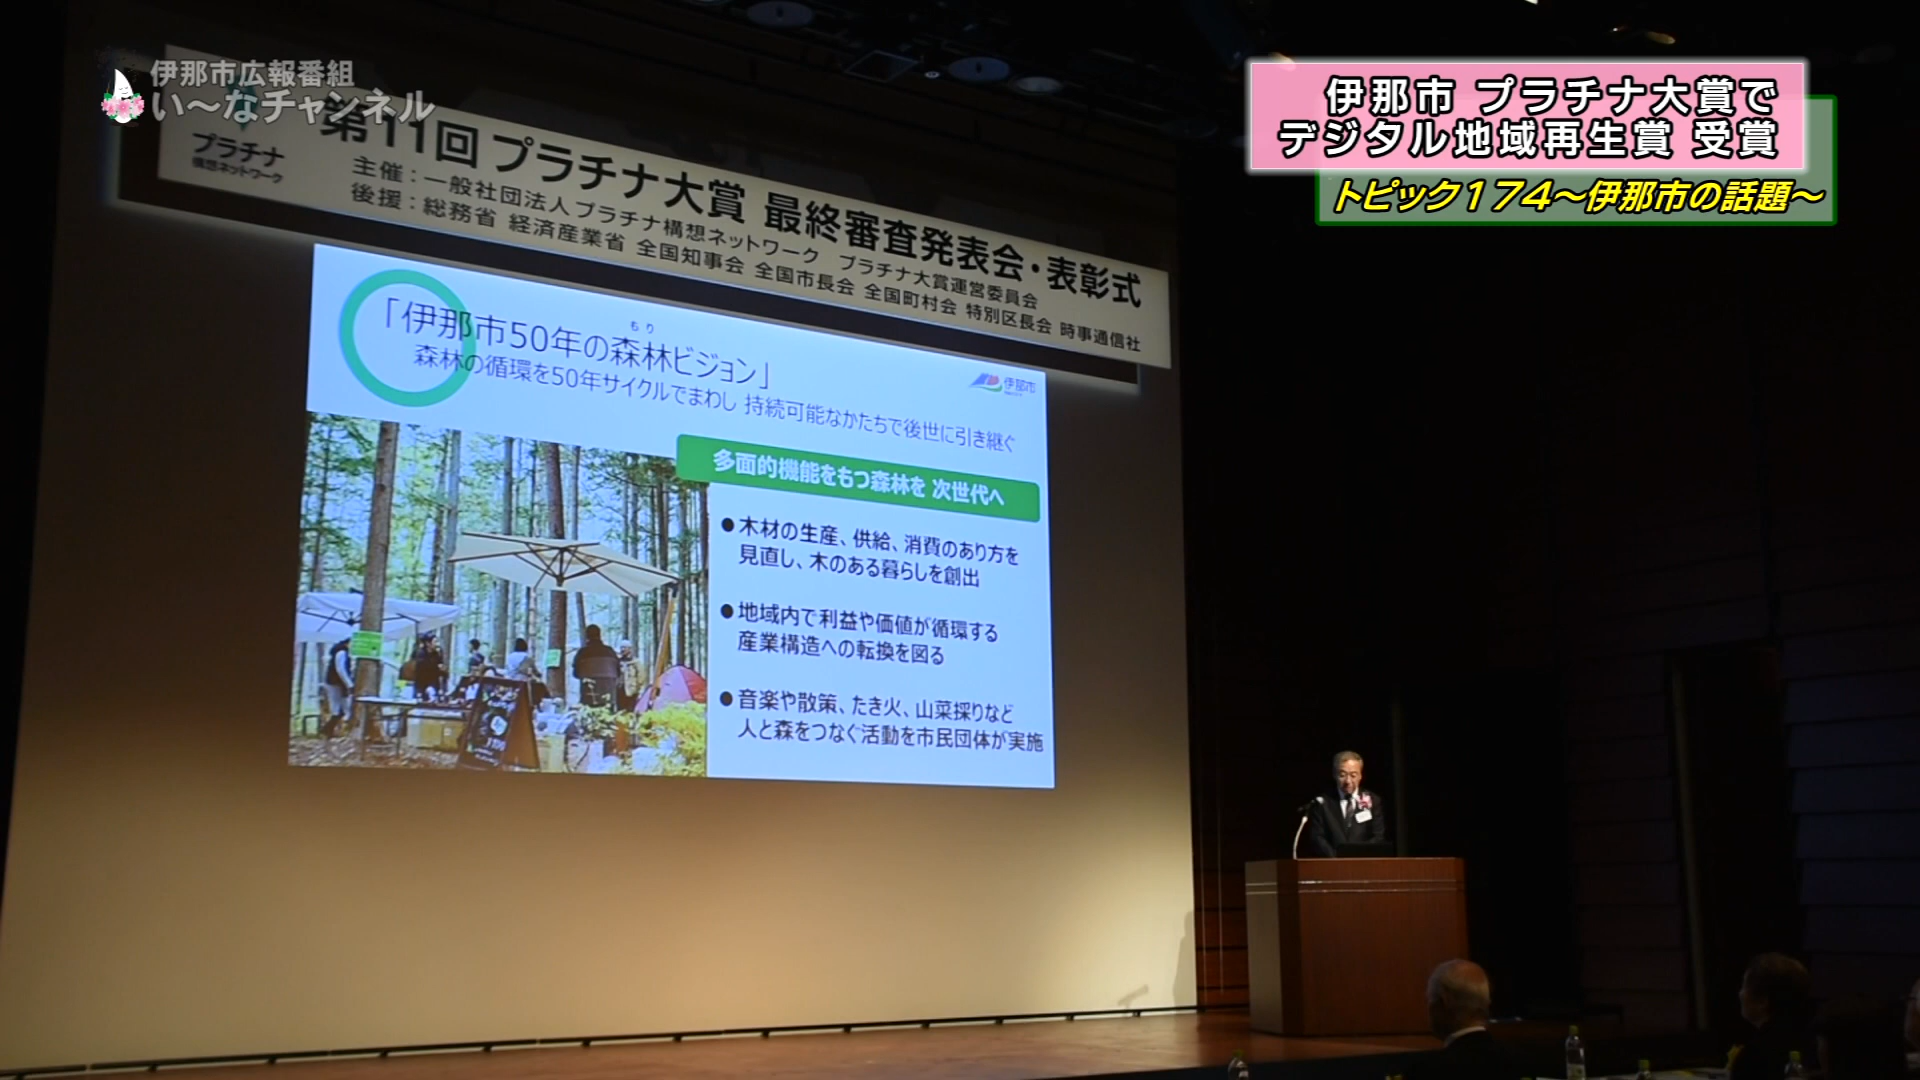 伊那市広報番組
い～なチャンネル
伊那市 プラチナ大賞で
デジタル地域再生賞 受賞
トピック174～伊那市の話題～
プラチナ
構想ネットワーク
第11回 プラチナ大賞 最終審査発表会・表彰式
主催：一般社団法人プラチナ構想ネットワーク プラチナ大賞運営委員会
後援：総務省 経済産業省 全国知事会 全国市長会 全国町村会 特別区長会 時事通信社
もり
「伊那市50年の森林ビジョン」
森林の循環を50年サイクルでまわし 持続可能なかたちで後世に引き継ぐ
伊那市
多面的機能をもつ森林を 次世代へ
●木材の生産、供給、消費のあり方を
見直し、木のある暮らしを創出
●地域内で利益や価値が循環する
産業構造への転換を図る
●音楽や散策、たき火、山菜採りなど
人と森をつなぐ活動を市民団体が実施